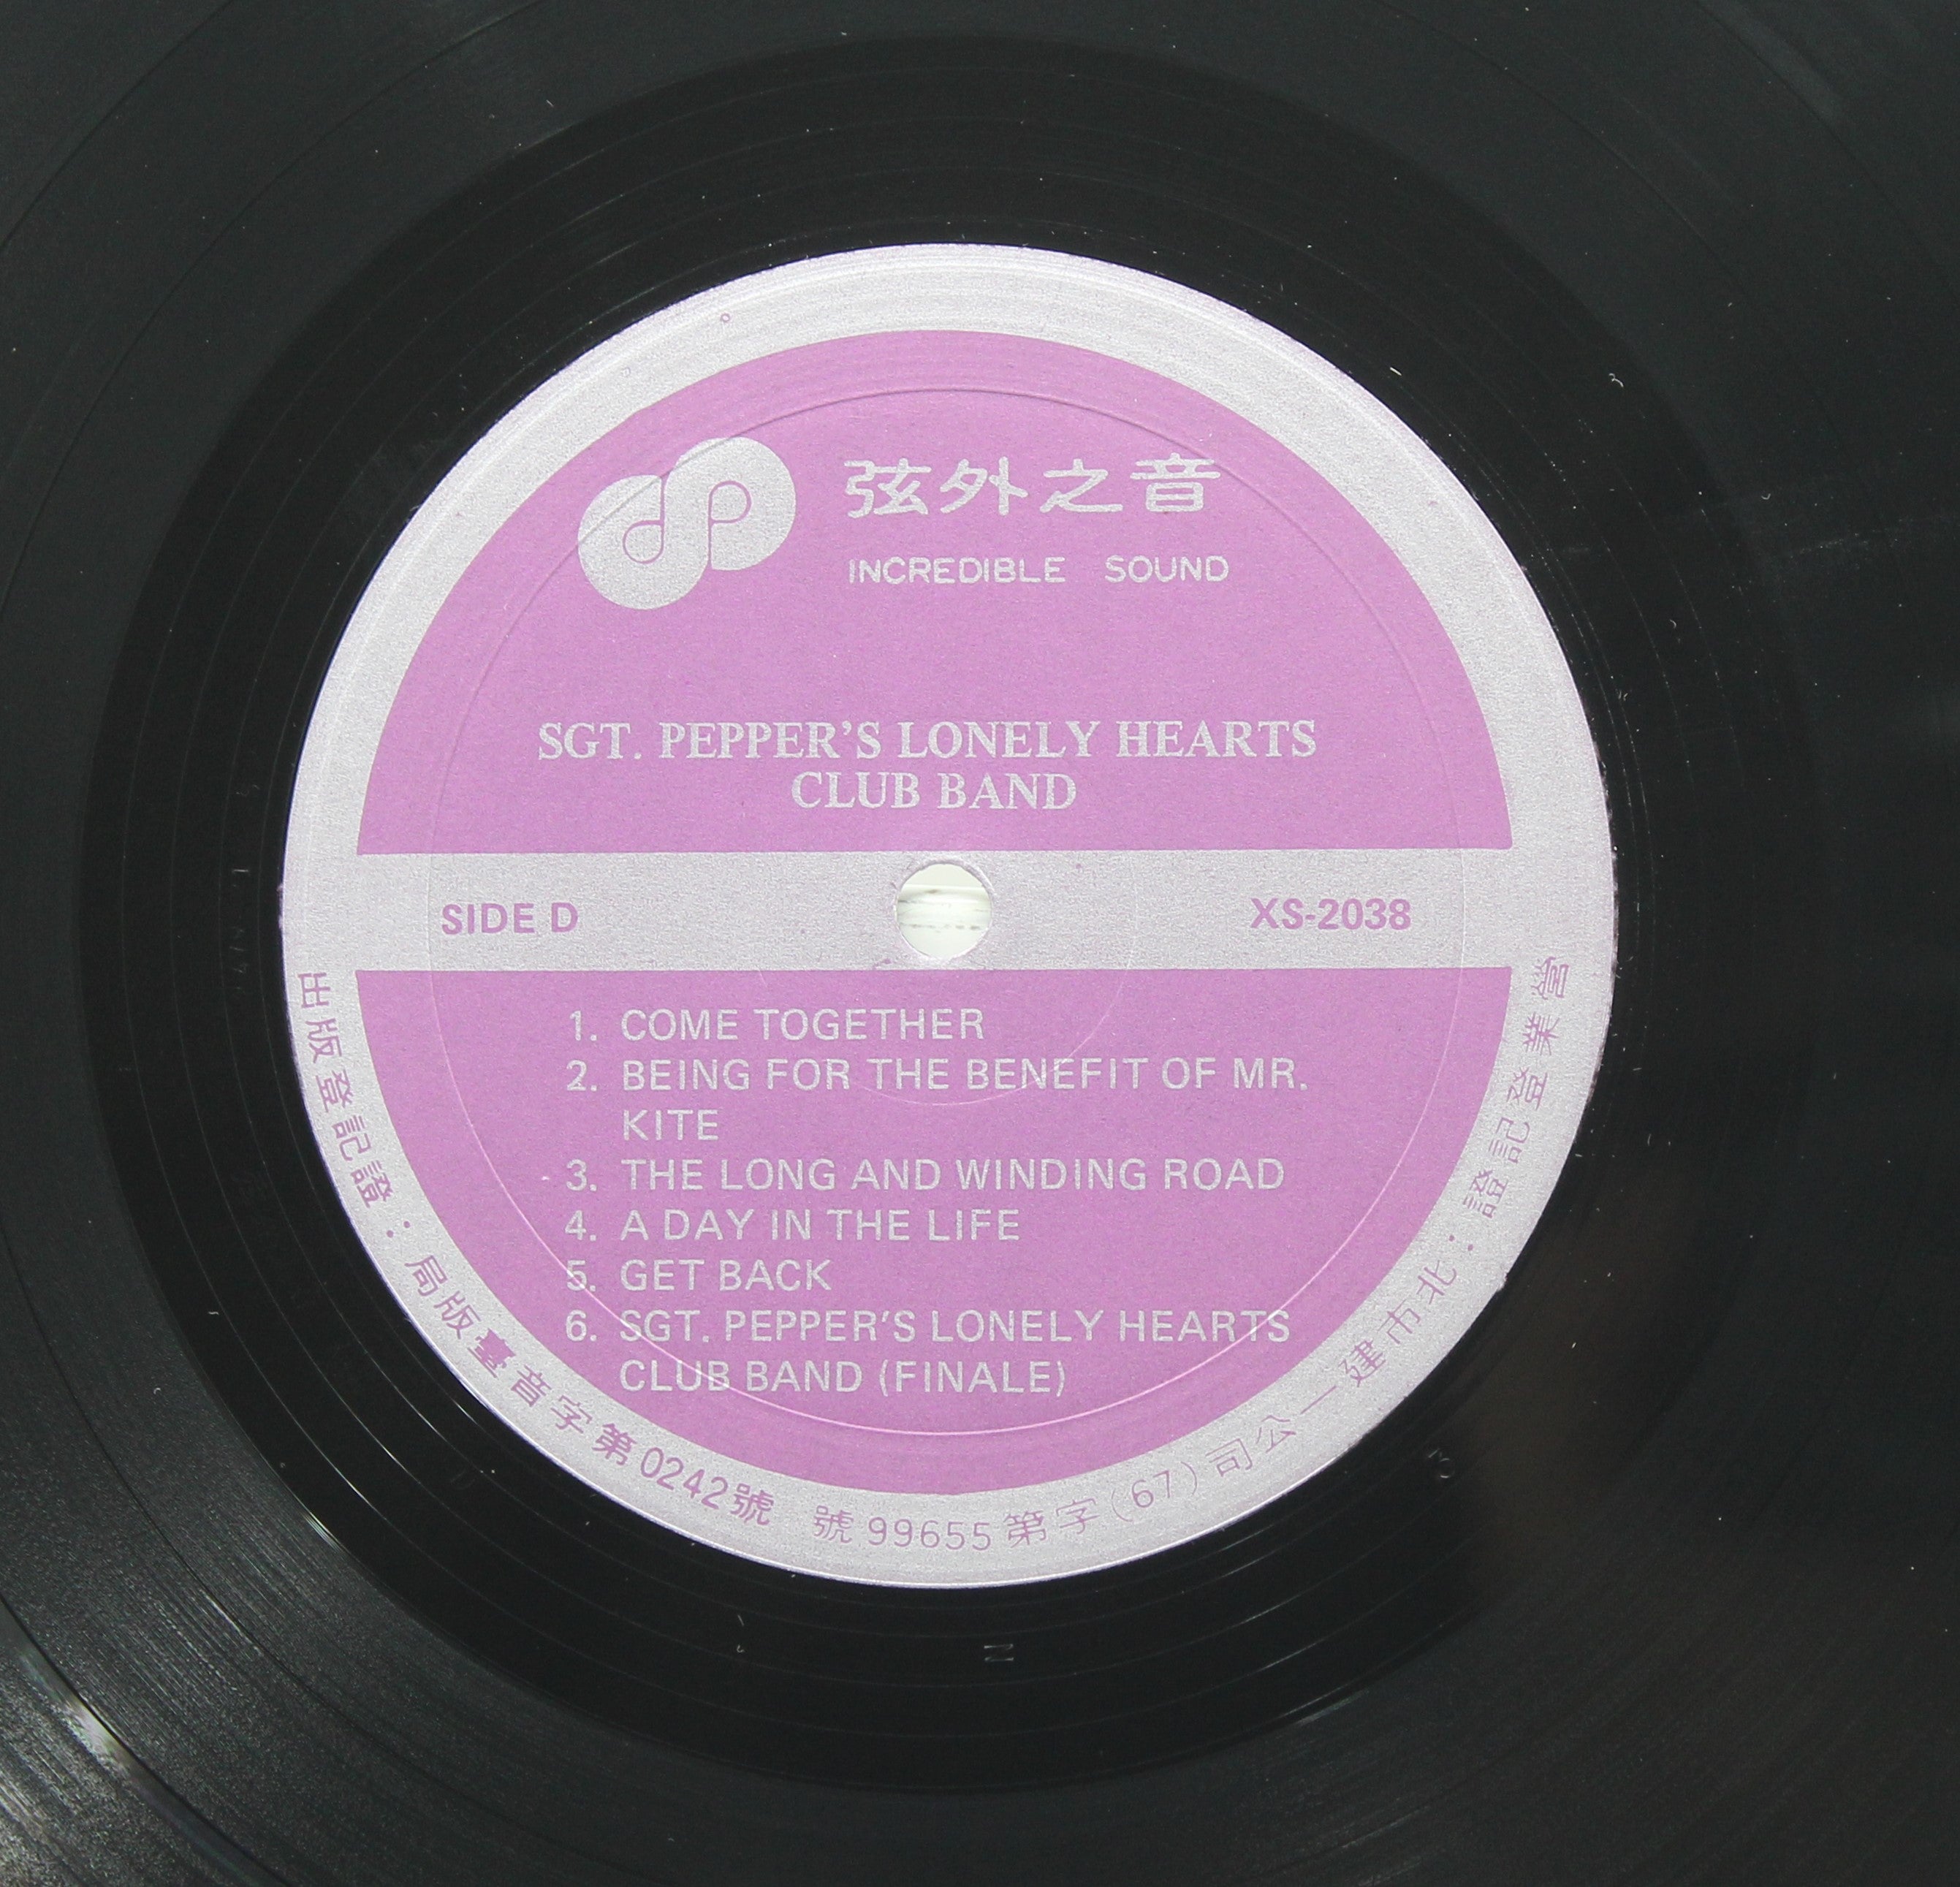 dp
弦外之音
INCREDIBLE SOUND
SGT. PEPPER'S LONELY HEARTS
CLUB BAND
SIDE D
XS-2038
1. COME TOGETHER
2. BEING FOR THE BENEFIT OF MR.
KITE
3. THE LONG AND WINDING ROAD
4. A DAY IN THE LIFE
5. GET BACK
6. SGT. PEPPER'S LONELY HEARTS
CLUB BAND (FINALE)
出版登記證：局版臺音字第0242號
營業登記證：北市建一公司(67)字第99655號